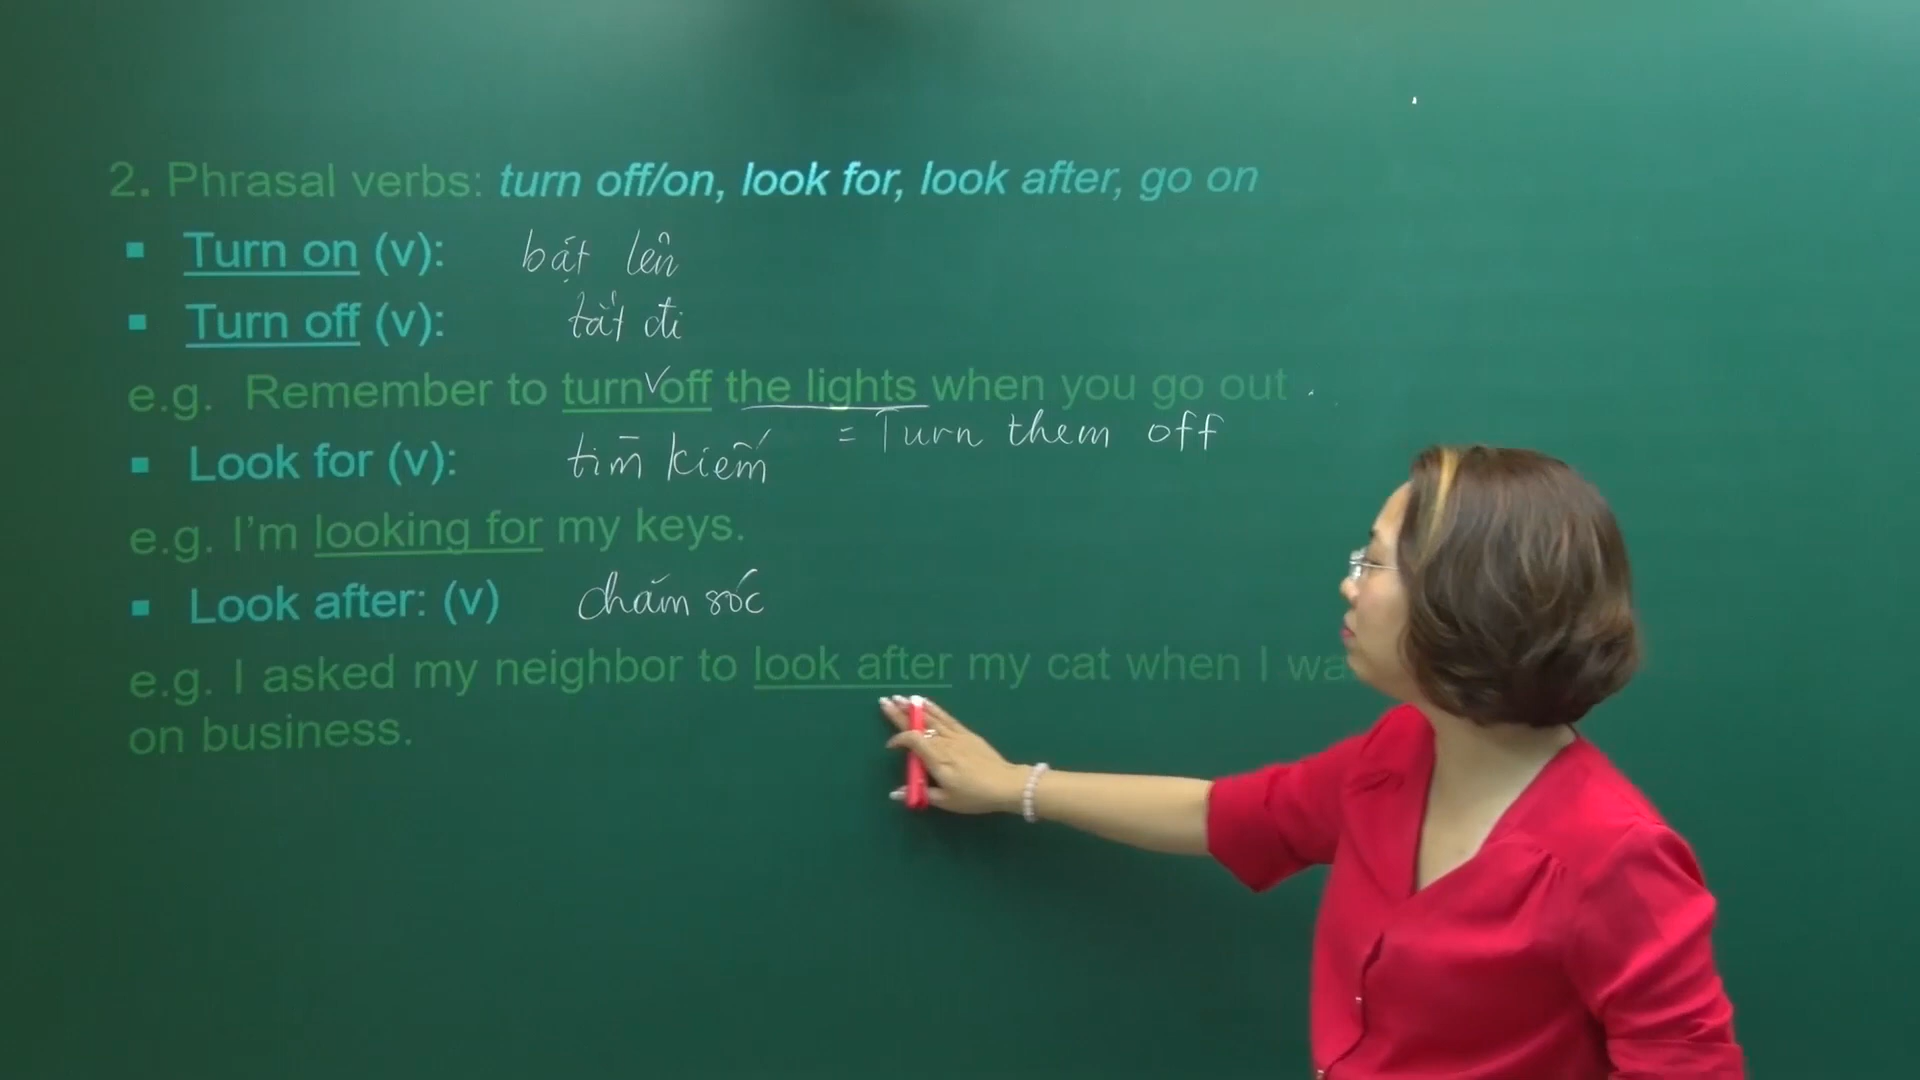 2. Phrasal verbs: turn off/on, look for, look after, go on
▪ Turn on (v): bật lên
▪ Turn off (v): tắt đi
e.g. Remember to turn off the lights when you go out.
= Turn them off
▪ Look for (v): tìm kiếm
e.g. I'm looking for my keys.
▪ Look after: (v) chăm sóc
e.g. I asked my neighbor to look after my cat when I
on business.